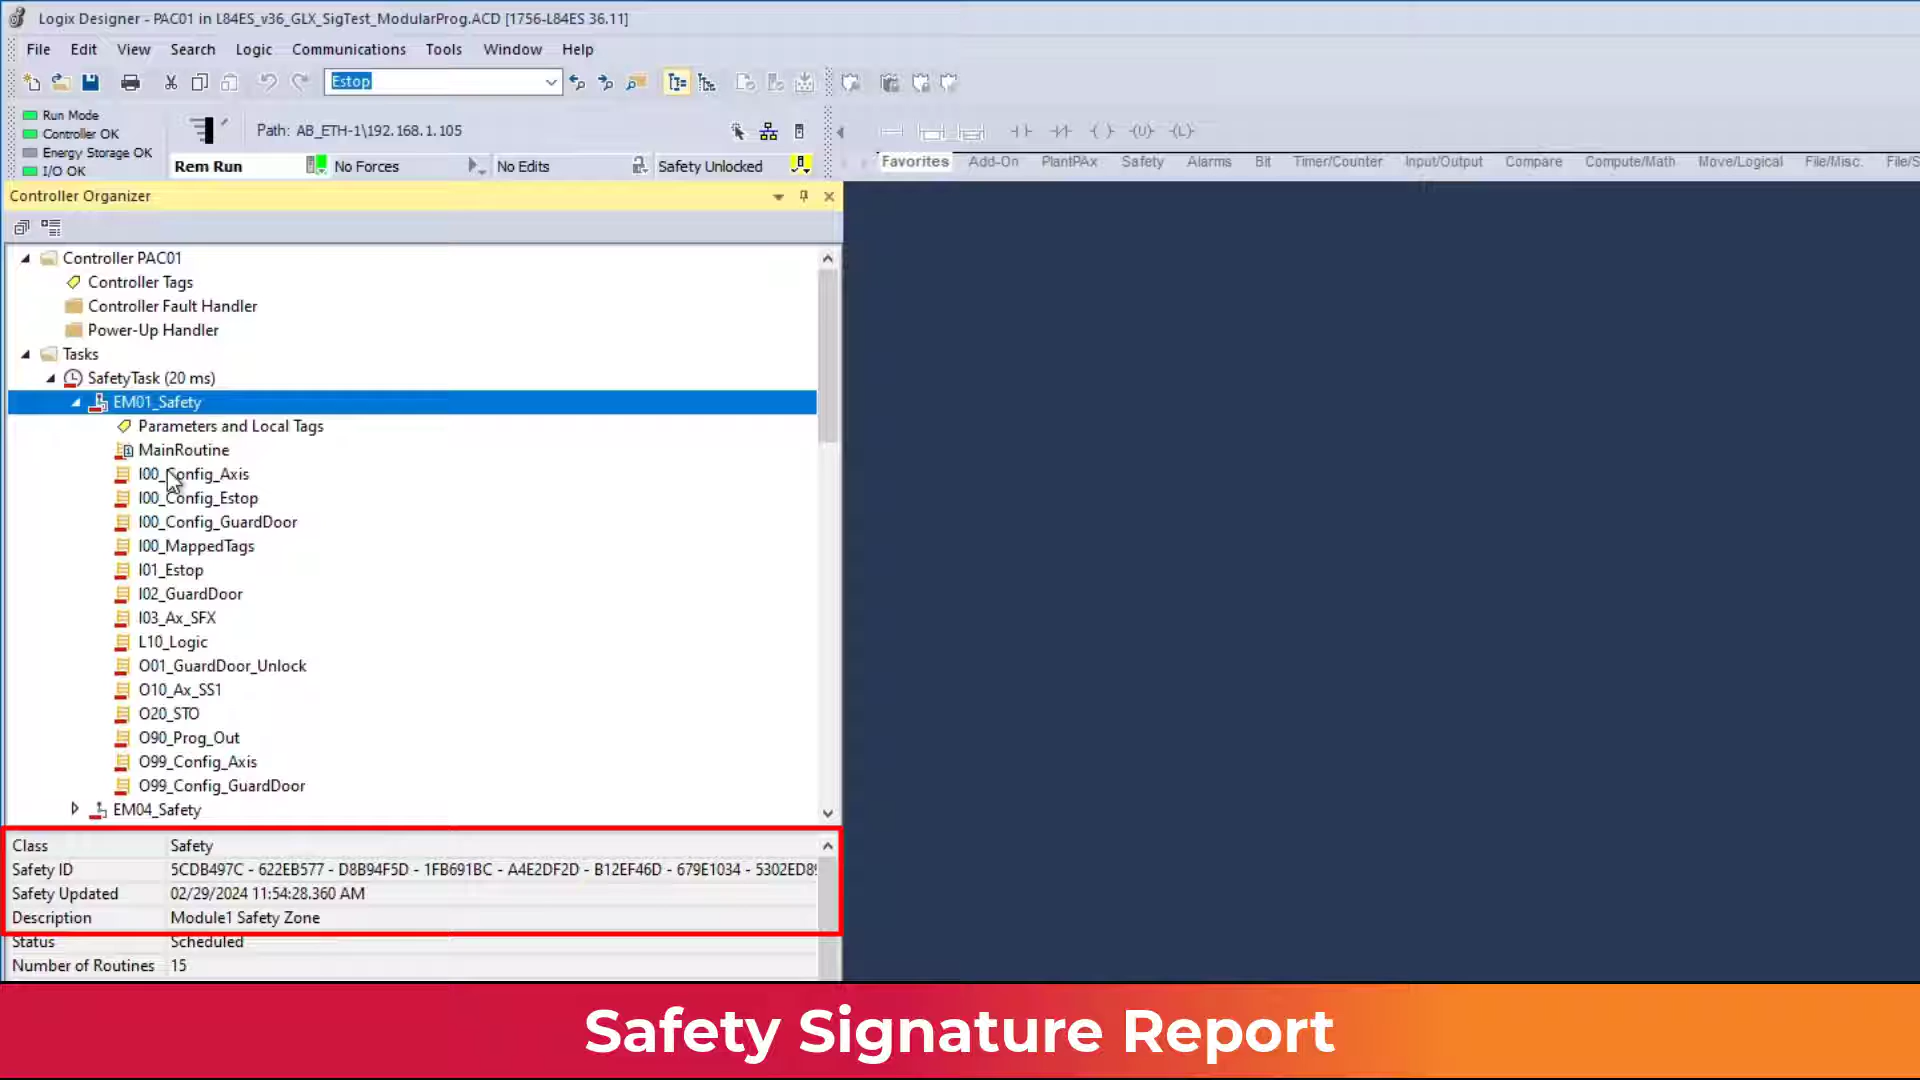 Logix Designer - PAC01 in L84ES_v36_GLX_SigTest_ModularProg.ACD [1756-L84ES 36.11]
File Edit View Search Logic Communications Tools Window Help
Estop
Run Mode
Controller OK
Energy Storage OK
I/O OK
Path: AB_ETH-1\192.168.1.105
Rem Run No Forces No Edits Safety Unlocked
Favorites Add-On PlantPAx Safety Alarms Bit Timer/Counter Input/Output Compare Compute/Math Move/Logical File/Misc. File/S
Controller Organizer
Controller PAC01
Controller Tags
Controller Fault Handler
Power-Up Handler
Tasks
SafetyTask (20 ms)
EM01_Safety
Parameters and Local Tags
MainRoutine
I00_Config_Axis
I00_Config_Estop
I00_Config_GuardDoor
I00_MappedTags
I01_Estop
I02_GuardDoor
I03_Ax_SFX
L10_Logic
O01_GuardDoor_Unlock
O10_Ax_SS1
O20_STO
O90_Prog_Out
O99_Config_Axis
O99_Config_GuardDoor
EM04_Safety
Class Safety
Safety ID 5CDB497C - 622EB577 - D8B94F5D - 1FB691BC - A4E2DF2D - B12EF46D - 679E1034 - 5302ED8
Safety Updated 02/29/2024 11:54:28.360 AM
Description Module1 Safety Zone
Status Scheduled
Number of Routines 15
Safety Signature Report